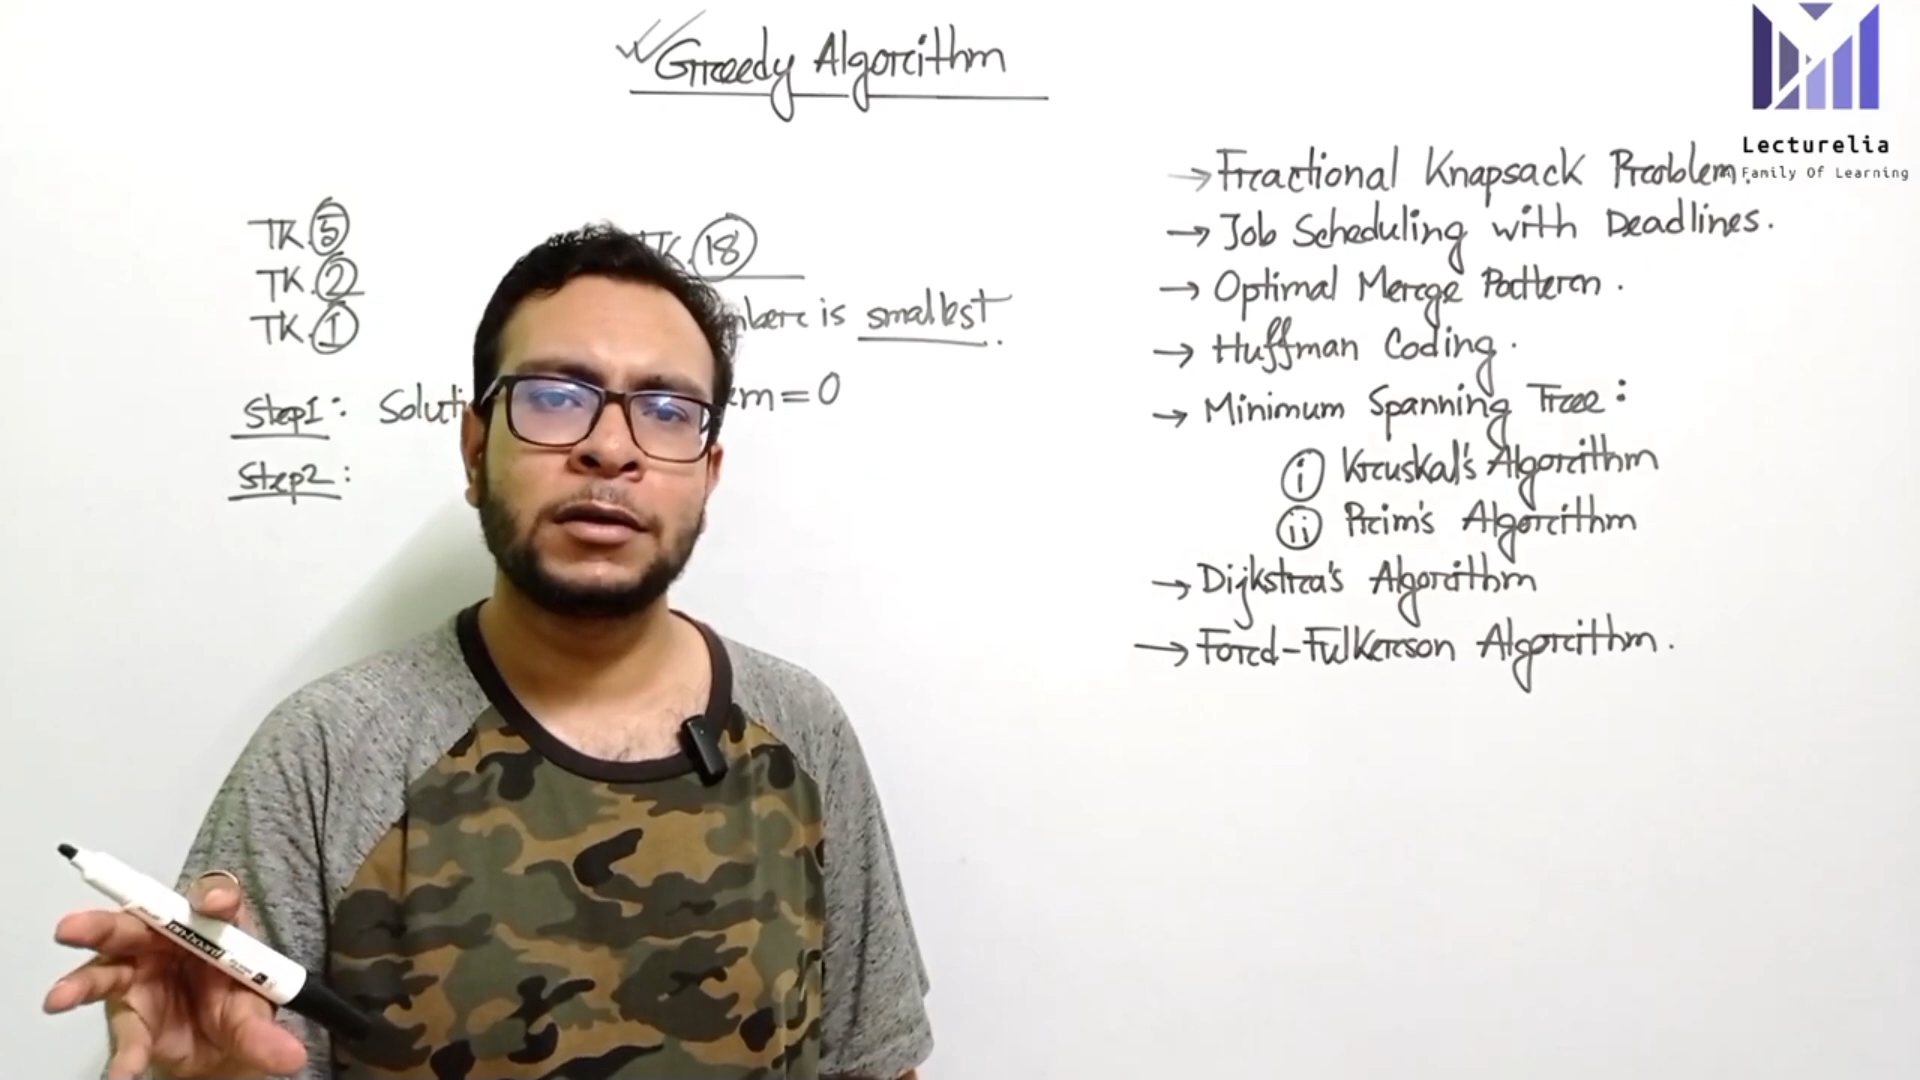 Greedy Algorithm
Lecturelia
Family Of Learning
TK. 5
TK. 2
TK. 1
TK. 18
is smallest.
Step1: = 0
Step2:
→ Fractional Knapsack Problem.
→ Job Scheduling with Deadlines.
→ Optimal Merge Pattern.
→ Huffman Coding.
→ Minimum Spanning Tree:
i Kruskal's Algorithm
ii Prim's Algorithm
→ Dijkstra's Algorithm
→ Ford-Fulkerson Algorithm.